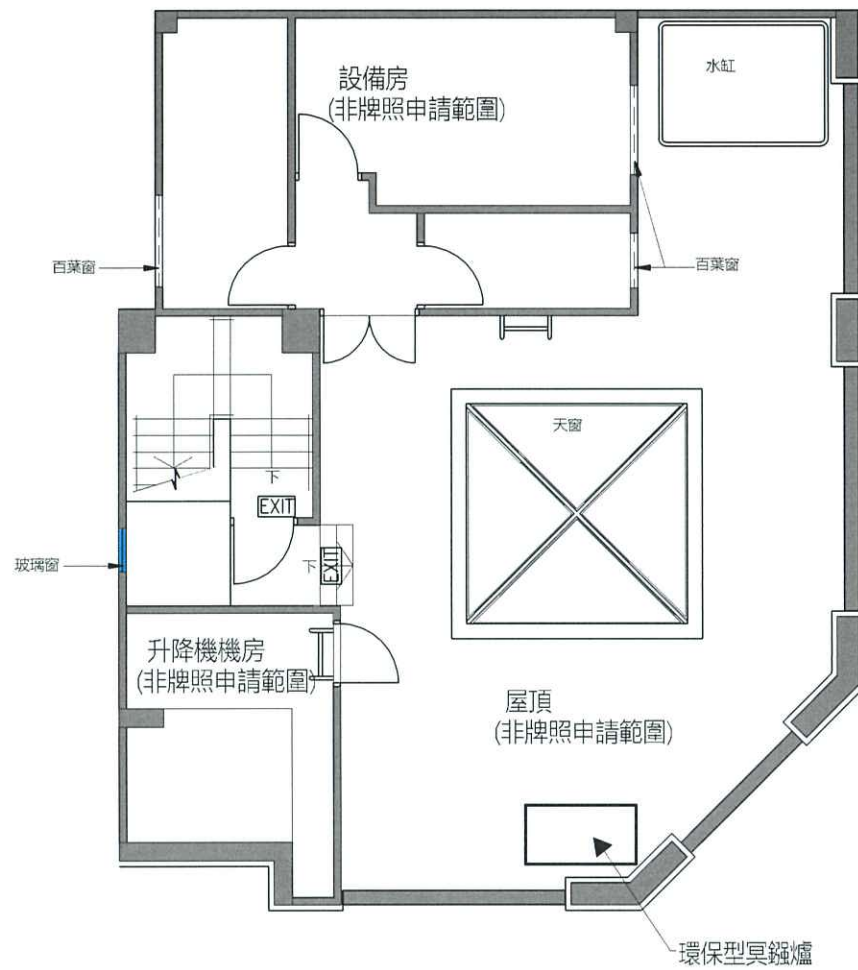 設備房
(非牌照申請範圍)
水缸
百葉窗
百葉窗
天窗
下
EXIT
玻璃窗
下
EXIT
升降機機房
(非牌照申請範圍)
屋頂
(非牌照申請範圍)
環保型冥鏹爐